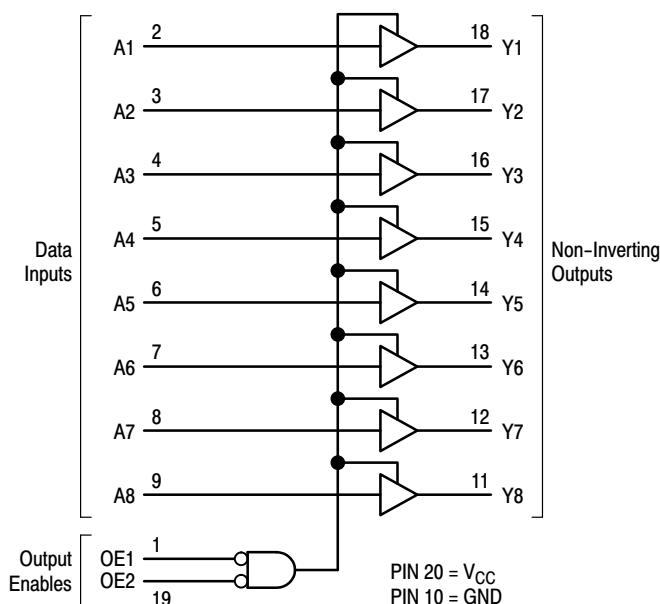 A1 2 18 Y1
A2 3 17 Y2
A3 4 16 Y3
A4 5 15 Y4
Data
Inputs
Non-Inverting
Outputs
A5 6 14 Y5
A6 7 13 Y6
A7 8 12 Y7
A8 9 11 Y8
Output
Enables
OE1 1
OE2 19
PIN 20 = VCC
PIN 10 = GND